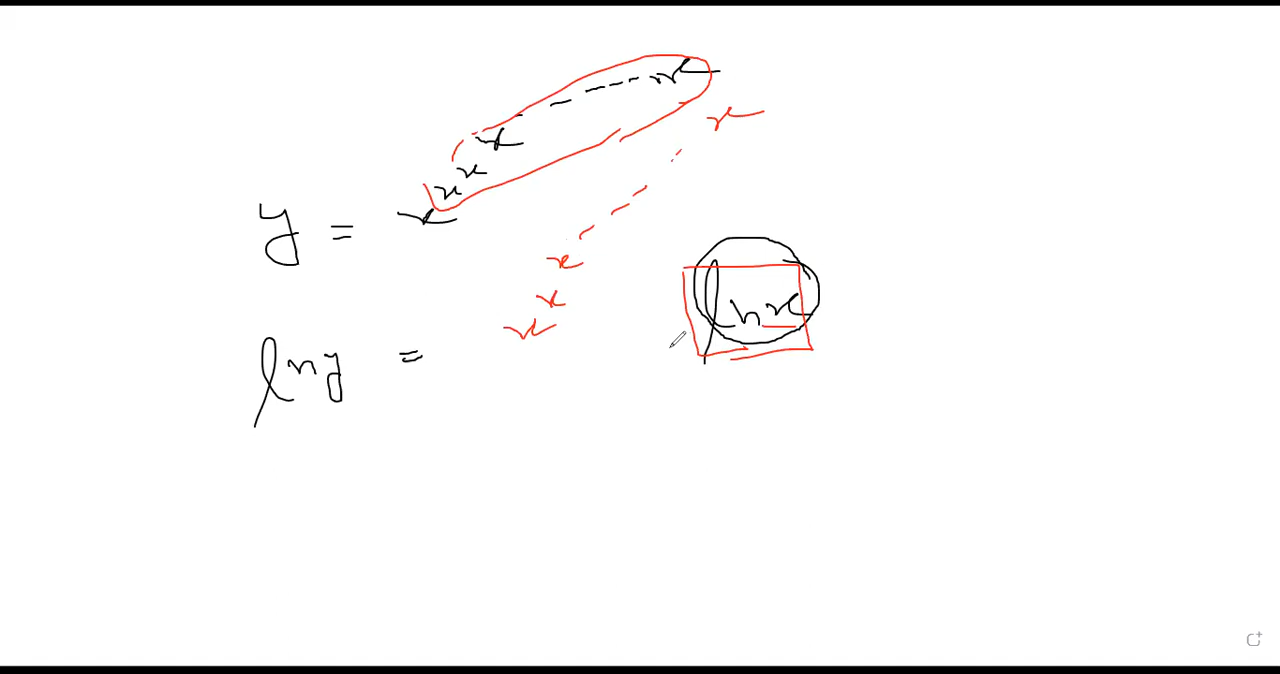 y = x^x^x^x^-----^x
ln y = x^x^x^-----^x ln x